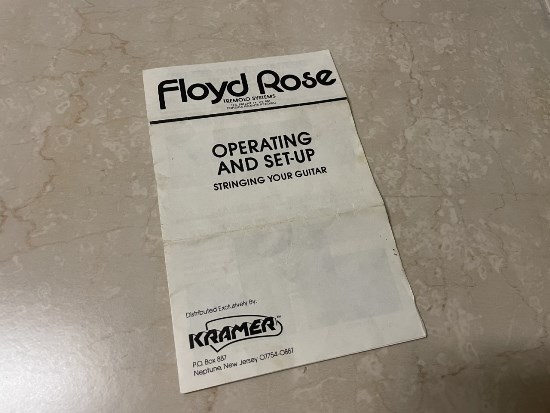 Floyd Rose
TREMOLO SYSTEMS
OPERATING
AND SET-UP
STRINGING YOUR GUITAR
Distributed Exclusively By:
KRAMER™
P.O. Box 887
Neptune, New Jersey 07754-0887